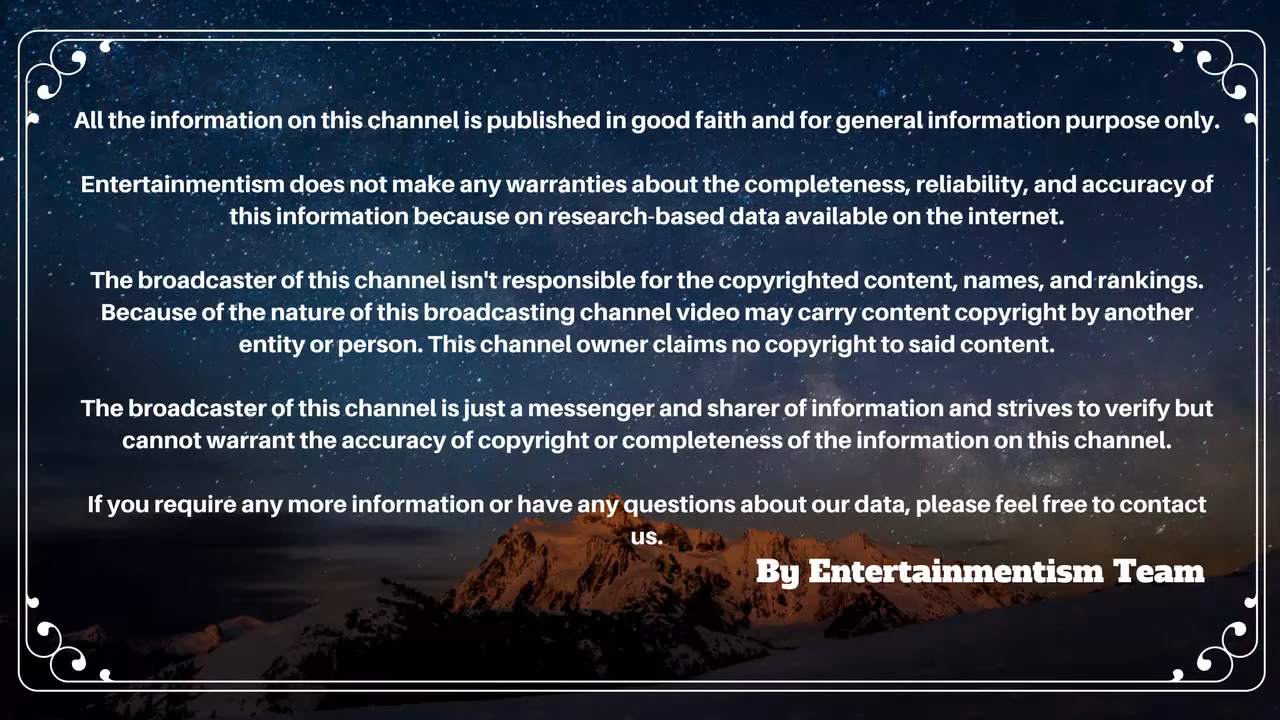 All the information on this channel is published in good faith and for general information purpose only.
Entertainmentism does not make any warranties about the completeness, reliability, and accuracy of
this information because on research-based data available on the internet.
The broadcaster of this channel isn't responsible for the copyrighted content, names, and rankings.
Because of the nature of this broadcasting channel video may carry content copyright by another
entity or person. This channel owner claims no copyright to said content.
The broadcaster of this channel is just a messenger and sharer of information and strives to verify but
cannot warrant the accuracy of copyright or completeness of the information on this channel.
If you require any more information or have any questions about our data, please feel free to contact
us.
By Entertainmentism Team